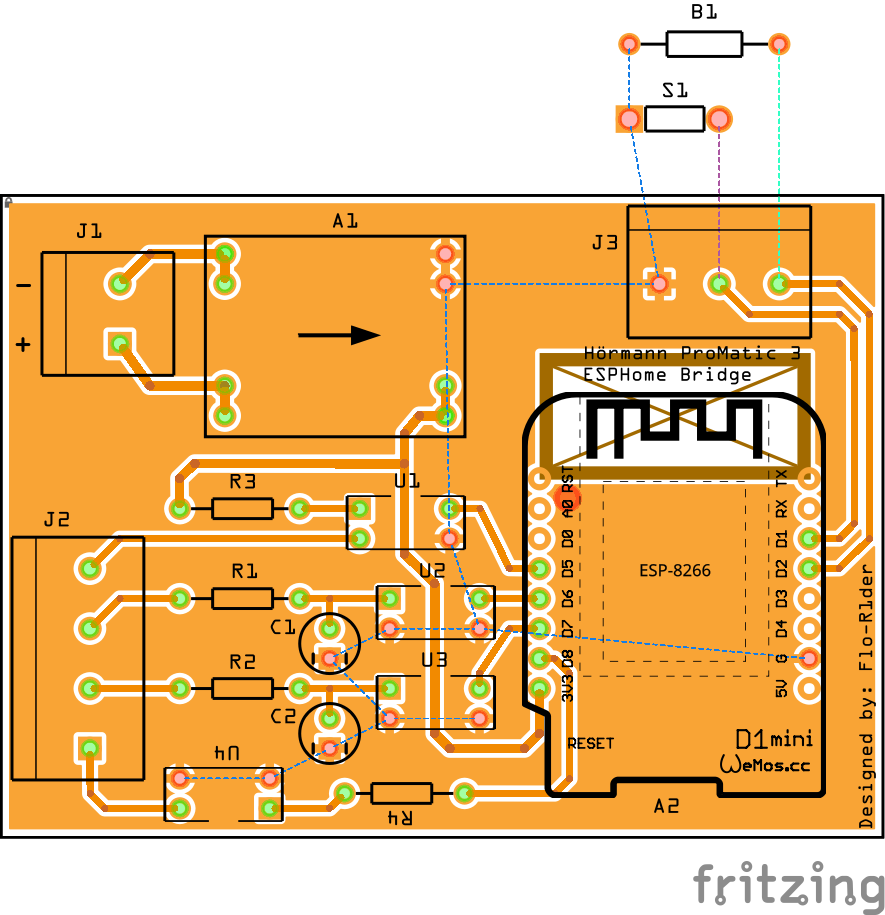 B1
S1
J1
A1
J3
-
+
Hörmann ProMatic 3
ESPHome Bridge
RST
TX
R3
U1
A0
RX
J2
D0
D1
D5
D2
ESP-8266
R1
U2
D6
D3
C1
D7
D4
R2
U3
D8
G
3V3
5V
C2
U4
RESET
D1mini
WeMos.cc
R4
A2
Designed by: Flo-R1der
fritzing